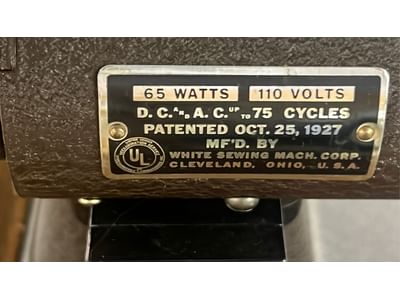 65 WATTS 110 VOLTS
D.C. AND A.C. UP TO 75 CYCLES
PATENTED OCT. 25, 1927
MF'D. BY
WHITE SEWING MACH. CORP.
CLEVELAND, OHIO, U.S.A.
UL